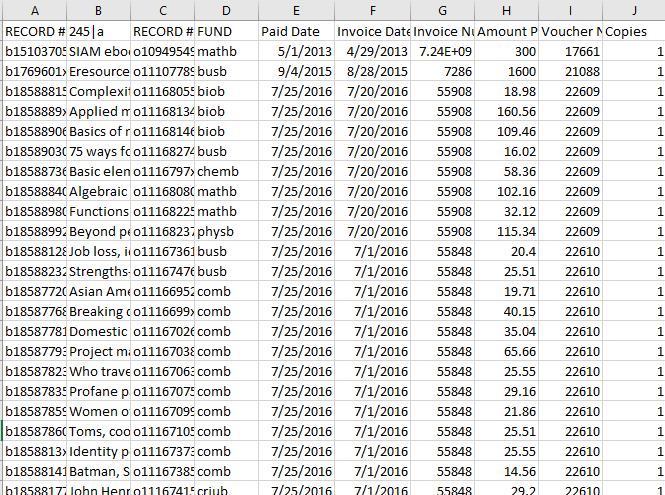 A B C D E F G H I J
RECORD # 245|a RECORD # FUND Paid Date Invoice Date Invoice Nu Amount P Voucher N Copies
b15103705 SIAM eboo o10949549 mathb 5/1/2013 4/29/2013 7.24E+09 300 17661 1
b1769601x Eresource o11107789 busb 9/4/2015 8/28/2015 7286 1600 21088 1
b18588815 Complexit o11168055 biob 7/25/2016 7/20/2016 55908 18.98 22609 1
b1858889x Applied m o11168134 biob 7/25/2016 7/20/2016 55908 160.56 22609 1
b18588906 Basics of r o11168146 biob 7/25/2016 7/20/2016 55908 109.46 22609 1
b18589030 75 ways fo o11168274 busb 7/25/2016 7/20/2016 55908 16.02 22609 1
b18588736 Basic elen o1116797x chemb 7/25/2016 7/20/2016 55908 58.36 22609 1
b18588840 Algebraic o11168080 mathb 7/25/2016 7/20/2016 55908 102.16 22609 1
b18588980 Functions o11168225 mathb 7/25/2016 7/20/2016 55908 32.12 22609 1
b18588992 Beyond pe o11168237 physb 7/25/2016 7/20/2016 55908 115.34 22609 1
b18588128 Job loss, i o11167361 busb 7/25/2016 7/1/2016 55848 20.4 22610 1
b18588232 Strengths- o11167476 busb 7/25/2016 7/1/2016 55848 25.51 22610 1
b18587720 Asian Ame o11166952 comb 7/25/2016 7/1/2016 55848 19.71 22610 1
b18587768 Breaking o1116699x comb 7/25/2016 7/1/2016 55848 40.15 22610 1
b18587781 Domestic o11167026 comb 7/25/2016 7/1/2016 55848 35.04 22610 1
b18587793 Project ma o11167038 comb 7/25/2016 7/1/2016 55848 65.66 22610 1
b18587823 Who trave o11167063 comb 7/25/2016 7/1/2016 55848 25.55 22610 1
b18587835 Profane p o11167075 comb 7/25/2016 7/1/2016 55848 29.16 22610 1
b18587859 Women o o11167099 comb 7/25/2016 7/1/2016 55848 21.86 22610 1
b18587860 Toms, coo o11167105 comb 7/25/2016 7/1/2016 55848 25.51 22610 1
b1858813x Identity p o11167373 comb 7/25/2016 7/1/2016 55848 25.55 22610 1
b18588141 Batman, S o11167385 comb 7/25/2016 7/1/2016 55848 14.56 22610 1
b18588177 John Henr o11167415 criub 7/25/2016 7/1/2016 55848 29.2 22610 1